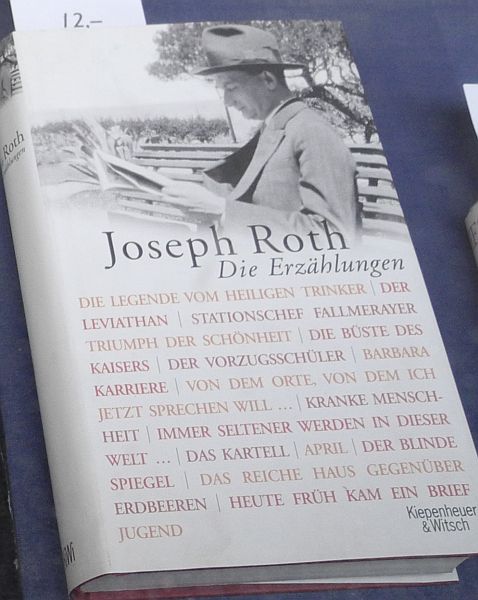 12,–
Roth
Erzählungen
Joseph Roth
Die Erzählungen
DIE LEGENDE VOM HEILIGEN TRINKER | DER
LEVIATHAN | STATIONSCHEF FALLMERAYER
TRIUMPH DER SCHÖNHEIT | DIE BÜSTE DES
KAISERS | DER VORZUGSSCHÜLER | BARBARA
KARRIERE | VON DEM ORTE, VON DEM ICH
JETZT SPRECHEN WILL ... | KRANKE MENSCH-
HEIT | IMMER SELTENER WERDEN IN DIESER
WELT ... | DAS KARTELL | APRIL | DER BLINDE
SPIEGEL | DAS REICHE HAUS GEGENÜBER
ERDBEEREN | HEUTE FRÜH KAM EIN BRIEF
JUGEND
Kiepenheuer
&Witsch